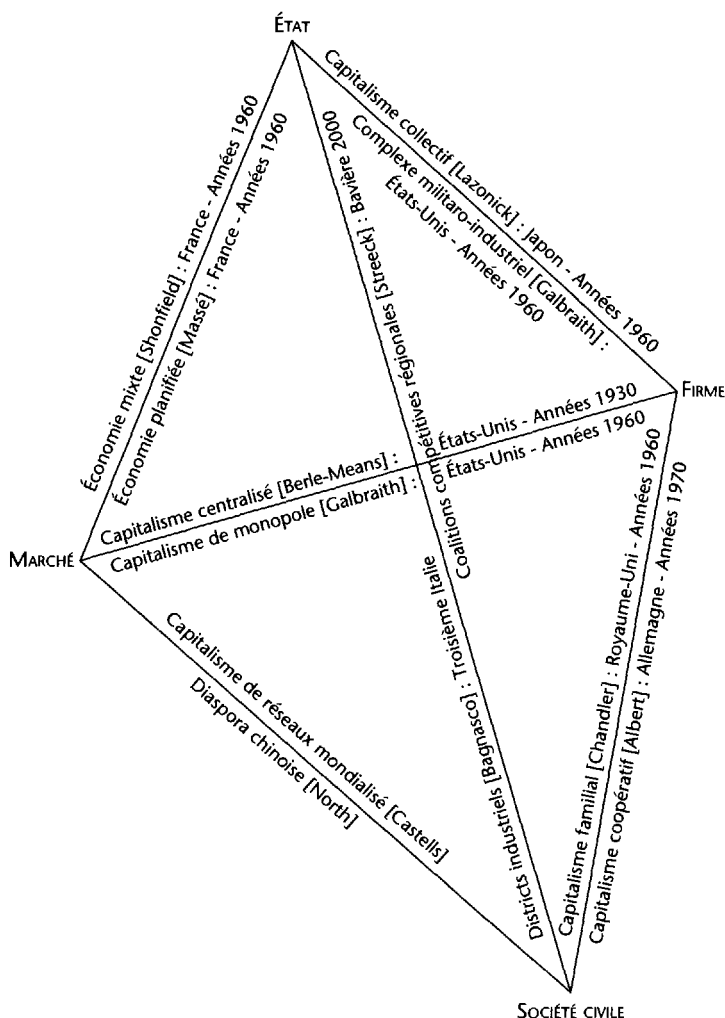 ÉTAT
Capitalisme collectif [Lazonick] : Japon - Années 1960
Complexe militaro-industriel [Galbraith] :
États-Unis - Années 1960
Économie mixte [Shonfield] : France - Années 1960
Économie planifiée [Massé] : France - Années 1960
Coalitions compétitives régionales [Streeck] : Bavière 2000
FIRME
Capitalisme centralisé [Berle-Means] : États-Unis - Années 1930
Capitalisme de monopole [Galbraith] : États-Unis - Années 1960
MARCHÉ
Capitalisme de réseaux mondialisé [Castells]
Diaspora chinoise [North]
Districts industriels [Bagnasco] : Troisième Italie
Capitalisme familial [Chandler] : Royaume-Uni - Années 1960
Capitalisme coopératif [Albert] : Allemagne - Années 1970
SOCIÉTÉ CIVILE